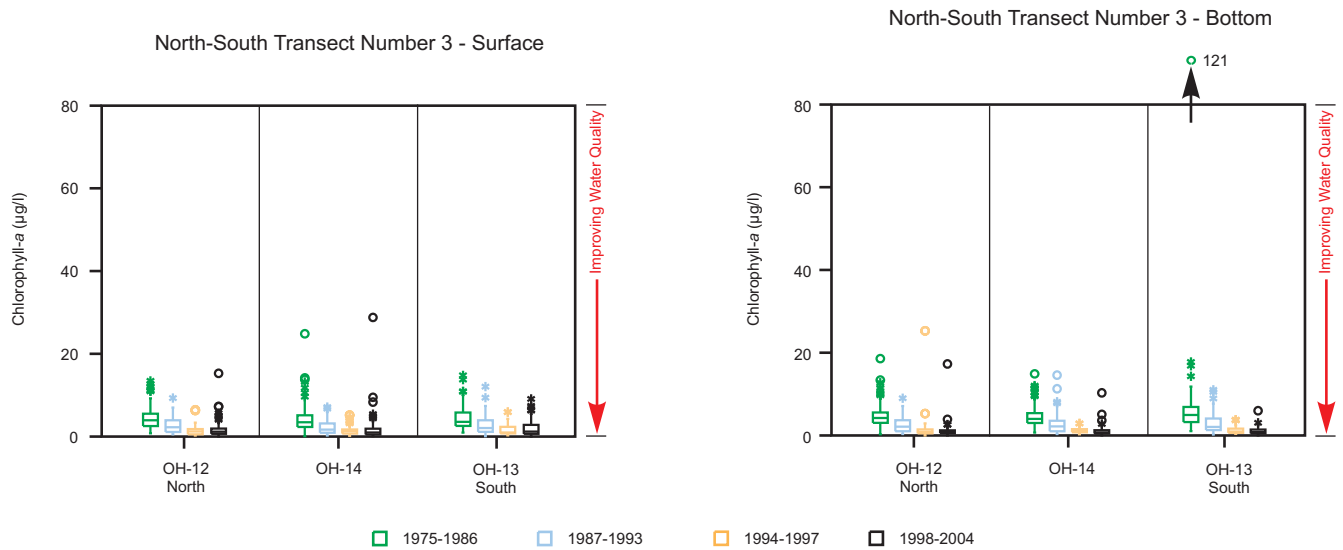 North-South Transect Number 3 - Surface
Chlorophyll-a (µg/l)
80
60
40
20
0
OH-12
North
OH-14
OH-13
South
Improving Water Quality
North-South Transect Number 3 - Bottom
121
Chlorophyll-a (µg/l)
80
60
40
20
0
OH-12
North
OH-14
OH-13
South
Improving Water Quality
1975-1986
1987-1993
1994-1997
1998-2004